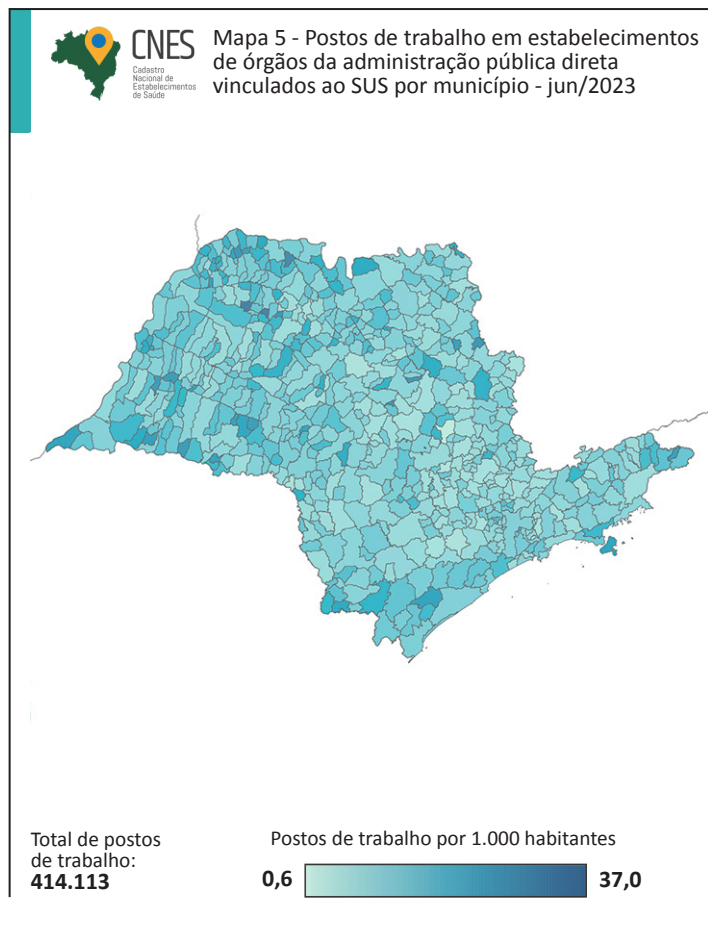 CNES
Cadastro
Nacional de
Estabelecimentos
de Saúde
Mapa 5 - Postos de trabalho em estabelecimentos
de órgãos da administração pública direta
vinculados ao SUS por município - jun/2023
Total de postos
de trabalho:
414.113
Postos de trabalho por 1.000 habitantes
0,6
37,0